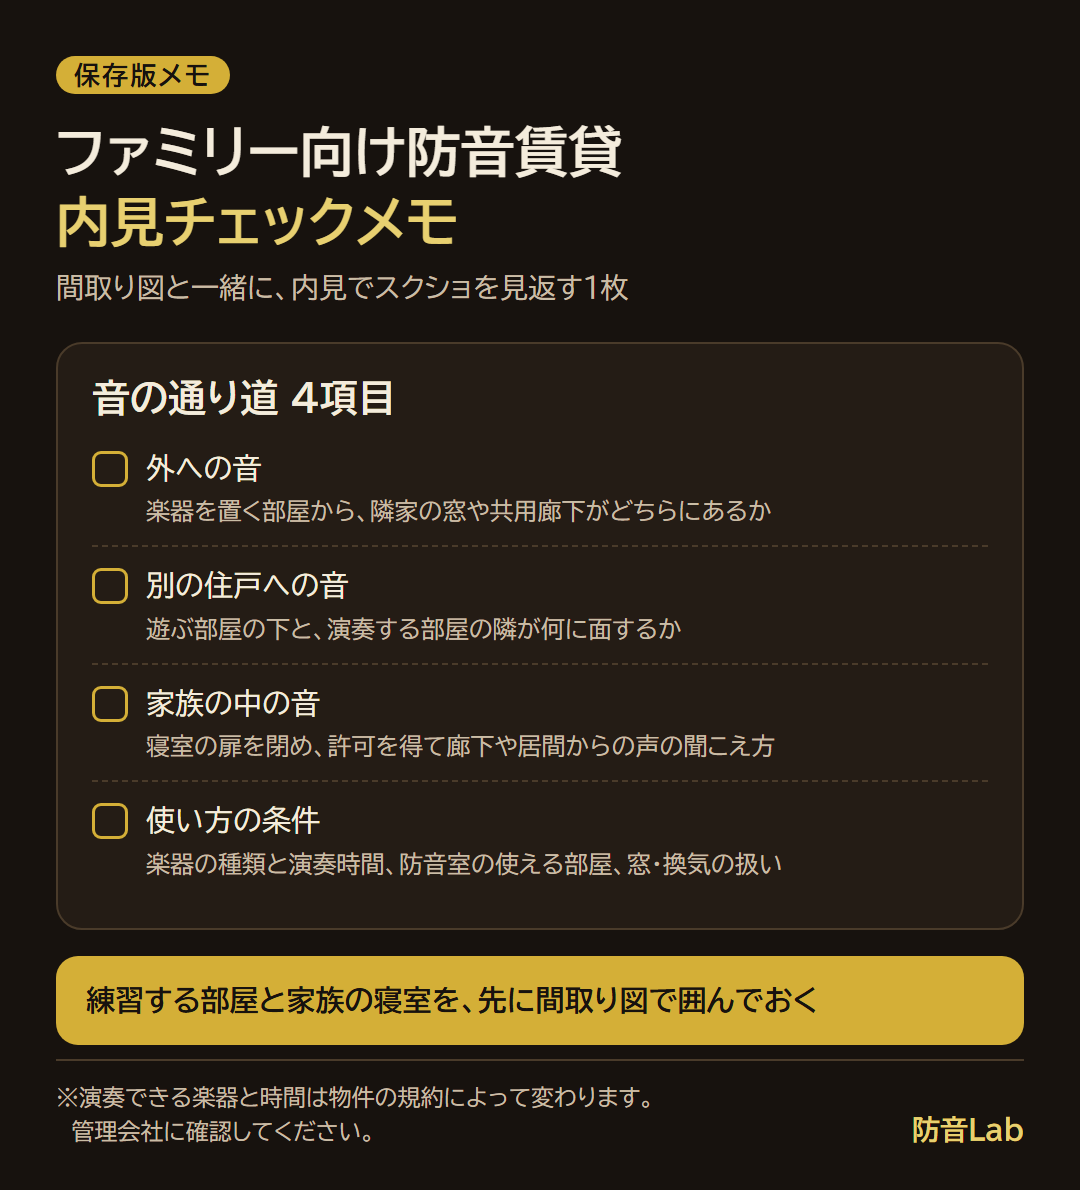 保存版メモ
ファミリー向け防音賃貸
内見チェックメモ
間取り図と一緒に、内見でスクショを見返す1枚
音の通り道 4項目
外への音
楽器を置く部屋から、隣家の窓や共用廊下がどちらにあるか
別の住戸への音
遊ぶ部屋の下と、演奏する部屋の隣が何に面するか
家族の中の音
寝室の扉を閉め、許可を得て廊下や居間からの声の聞こえ方
使い方の条件
楽器の種類と演奏時間、防音室の使える部屋、窓・換気の扱い
練習する部屋と家族の寝室を、先に間取り図で囲んでおく
※演奏できる楽器と時間は物件の規約によって変わります。
管理会社に確認してください。
防音Lab